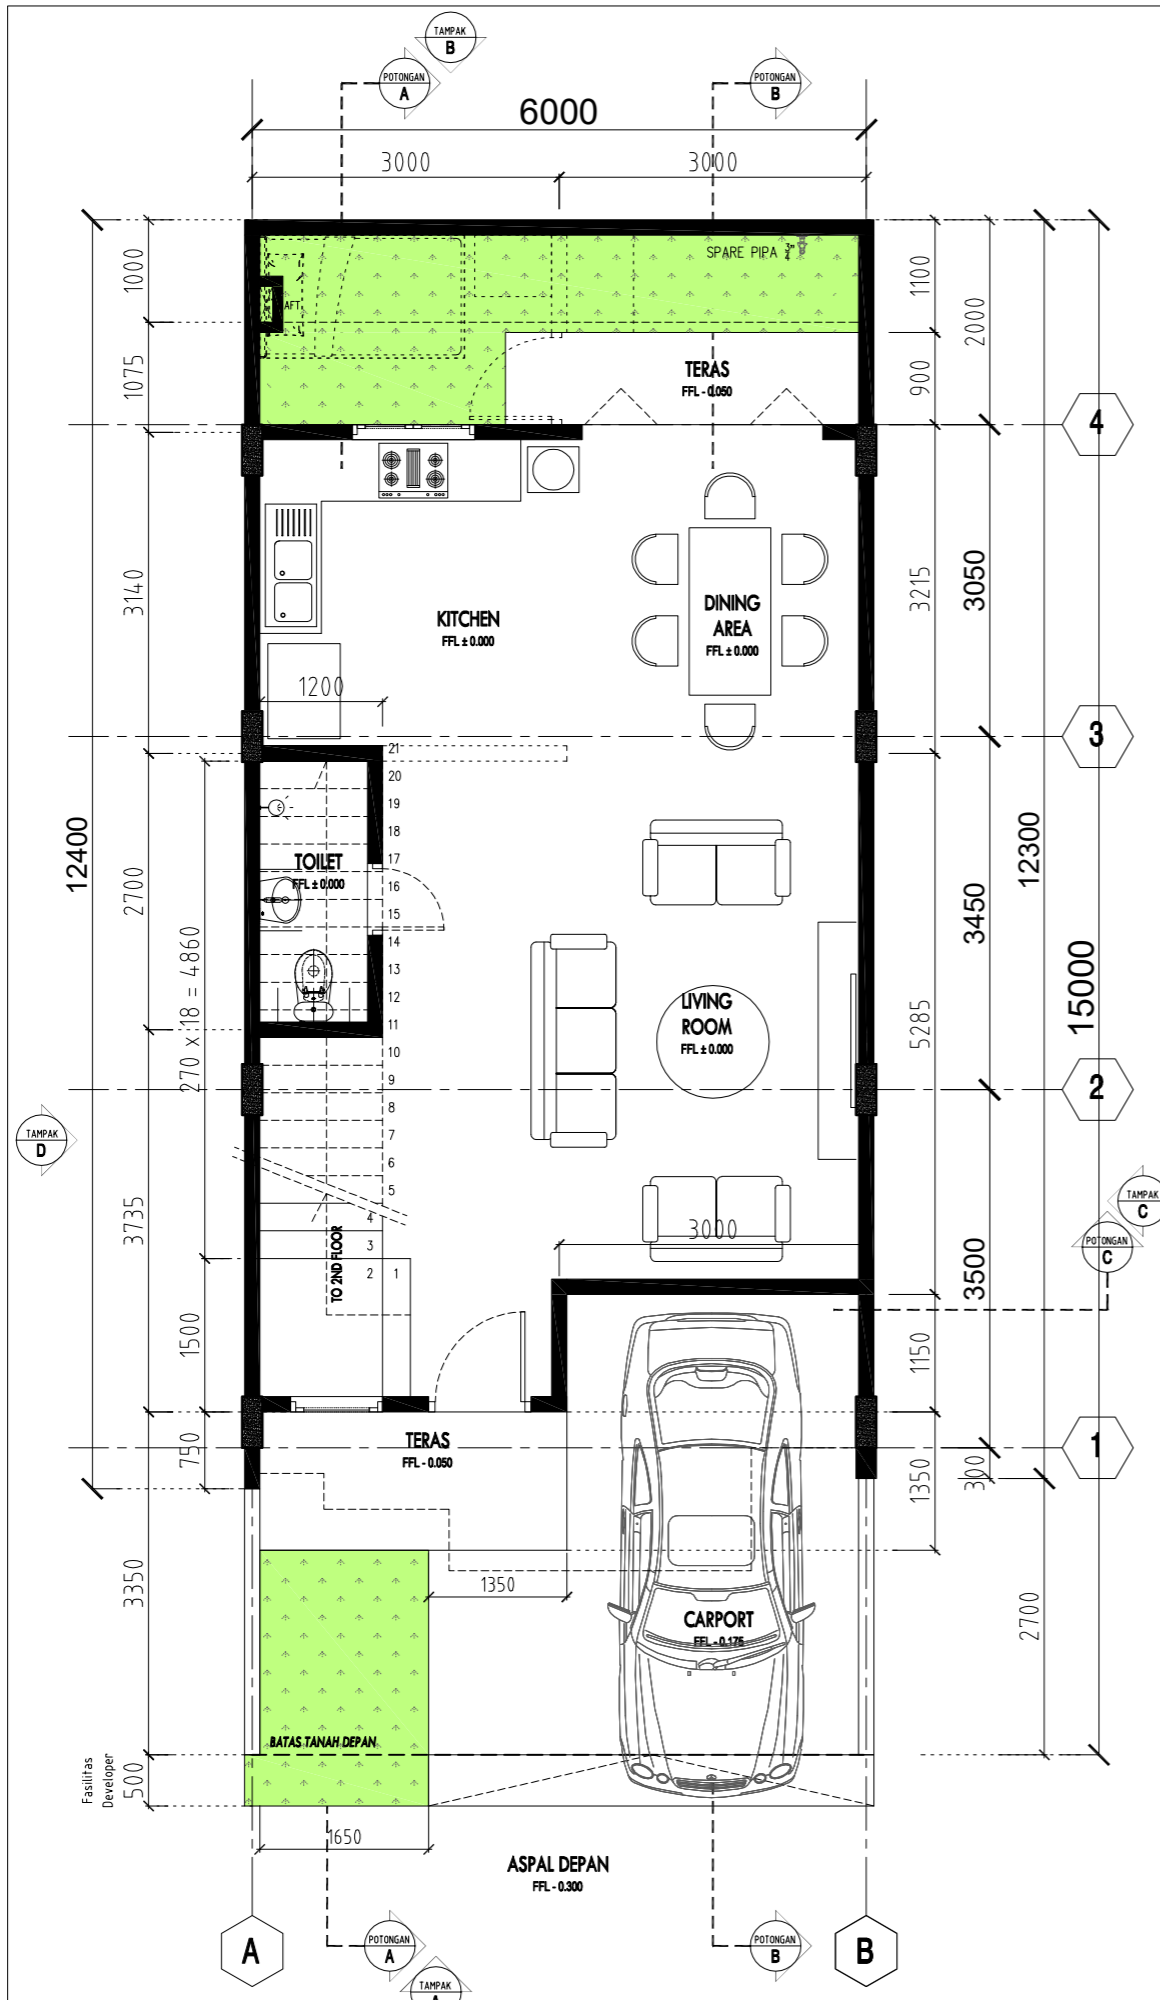 TAMPAK
B
POTONGAN
A
POTONGAN
B
6000
3000
3000
1000
1100
2000
SPARE PIPA
AFT
1075
900
TERAS
FFL - 0.050
4
3140
3215
3050
KITCHEN
FFL ± 0.000
DINING
AREA
FFL ± 0.000
1200
3
21
20
19
18
17
16
15
14
13
12
11
10
9
8
7
6
5
4
3
2
1
TOILET
FFL ± 0.000
12400
2700
270 x 18 = 4860
12300
3450
15000
5285
LIVING
ROOM
FFL ± 0.000
2
TAMPAK
D
3735
TO 2ND FLOOR
3000
TAMPAK
C
POTONGAN
C
3500
1500
1150
750
TERAS
FFL - 0.050
1
1350
300
3350
1350
2700
CARPORT
FFL - 0.175
BATAS TANAH DEPAN
Fasilitas
Developer
500
1650
ASPAL DEPAN
FFL - 0.300
A
POTONGAN
A
POTONGAN
B
B
TAMPAK